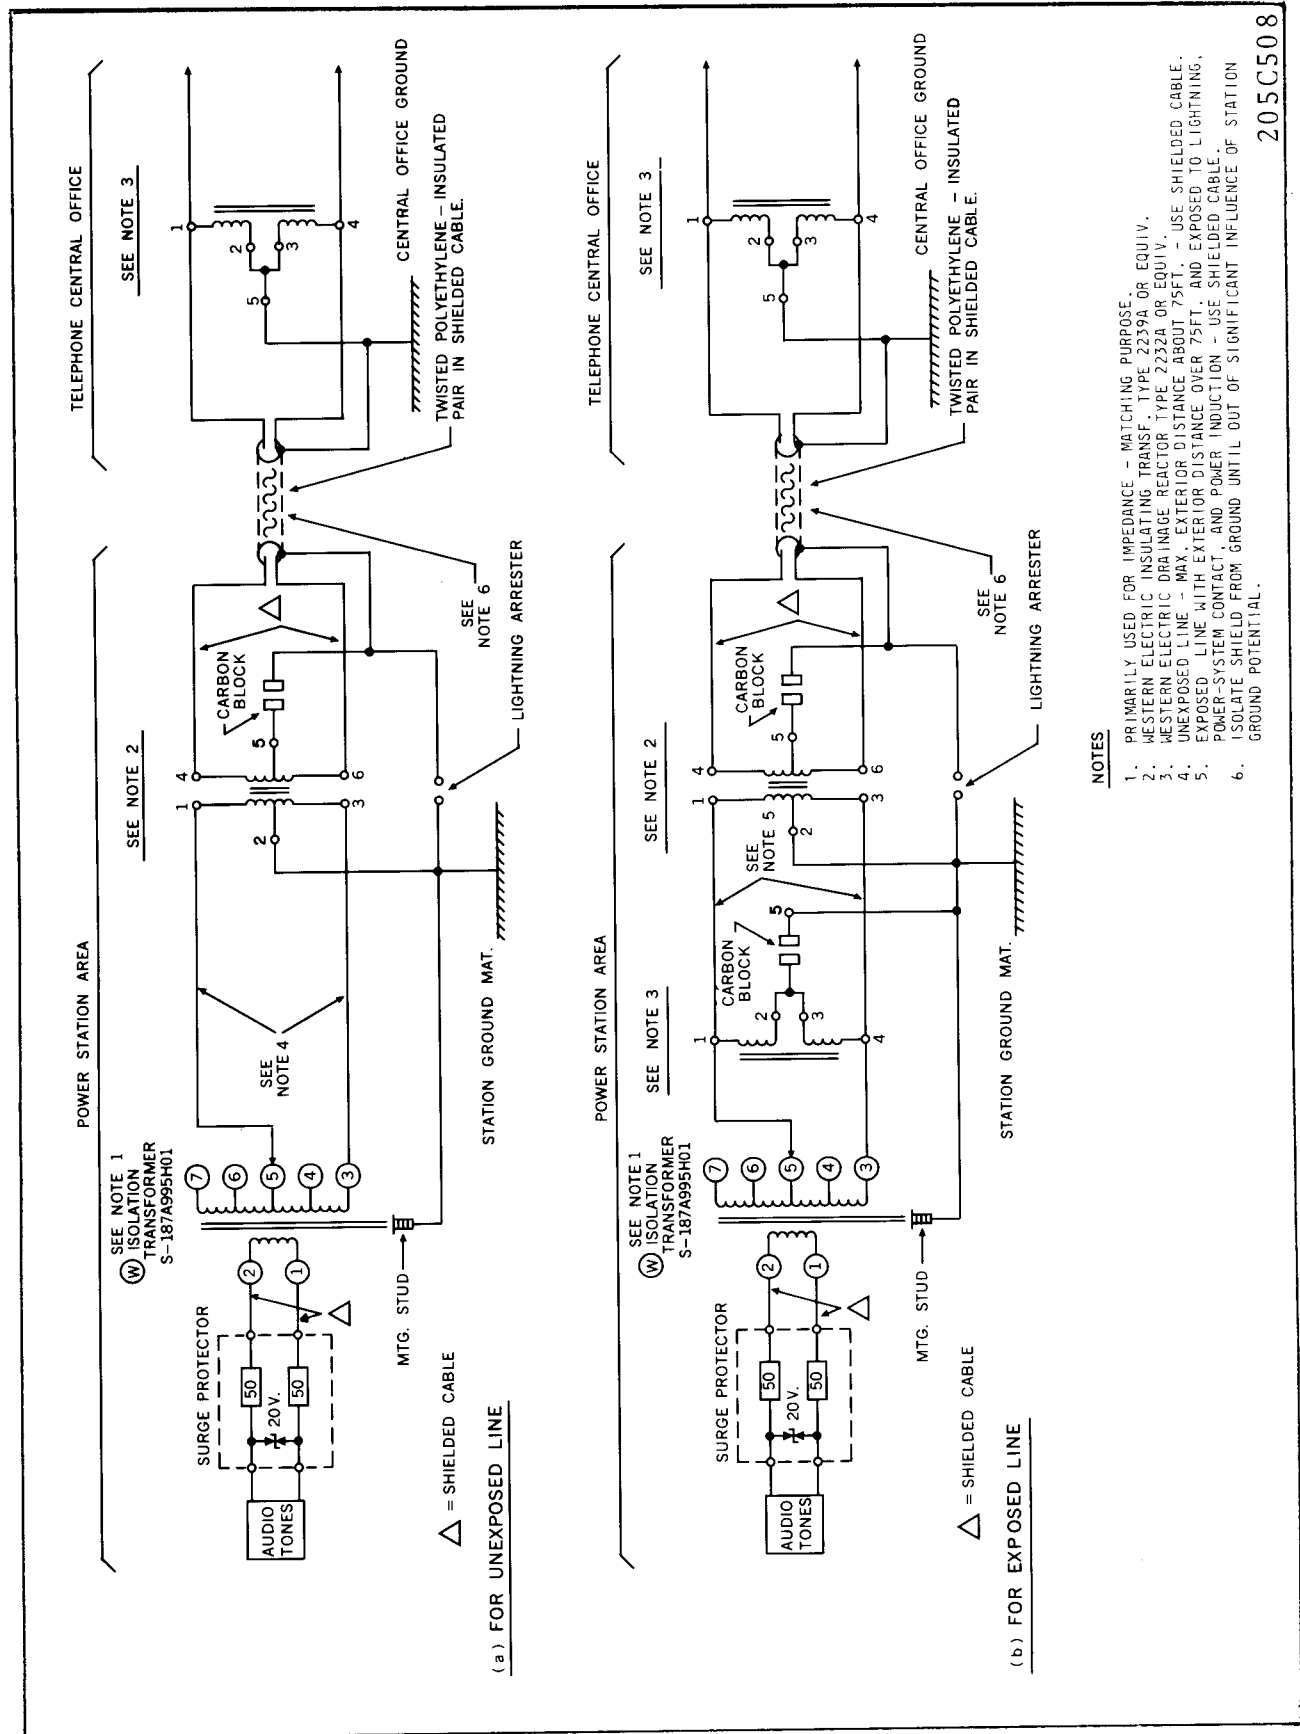 POWER STATION AREA
TELEPHONE CENTRAL OFFICE
SEE NOTE 1
W ISOLATION
TRANSFORMER
S-187A995H01
SEE NOTE 2
SEE NOTE 3
SURGE PROTECTOR
AUDIO
TONES
50
50
20V.
2
1
7
6
5
4
3
SEE
NOTE 4
1
2
3
4
5
6
CARBON
BLOCK
1
2
3
4
5
MTG. STUD
STATION GROUND MAT.
LIGHTNING ARRESTER
SEE
NOTE 6
TWISTED POLYETHYLENE - INSULATED
PAIR IN SHIELDED CABLE.
CENTRAL OFFICE GROUND
△ = SHIELDED CABLE
(a) FOR UNEXPOSED LINE
POWER STATION AREA
TELEPHONE CENTRAL OFFICE
SEE NOTE 1
W ISOLATION
TRANSFORMER
S-187A995H01
SEE NOTE 3
SEE NOTE 2
SEE NOTE 3
SURGE PROTECTOR
AUDIO
TONES
50
50
20V.
2
1
7
6
5
4
3
1
2
3
4
5
CARBON
BLOCK
SEE
NOTE 5
1
2
3
4
5
6
CARBON
BLOCK
1
2
3
4
5
MTG. STUD
STATION GROUND MAT.
LIGHTNING ARRESTER
SEE
NOTE 6
TWISTED POLYETHYLENE - INSULATED
PAIR IN SHIELDED CABLE.
CENTRAL OFFICE GROUND
△ = SHIELDED CABLE
(b) FOR EXPOSED LINE
NOTES
1. PRIMARILY USED FOR IMPEDANCE - MATCHING PURPOSE.
2. WESTERN ELECTRIC INSULATING TRANSF. TYPE 2239A OR EQUIV.
3. WESTERN ELECTRIC DRAINAGE REACTOR TYPE 2232A OR EQUIV.
4. UNEXPOSED LINE - MAX. EXTERIOR DISTANCE ABOUT 75FT. - USE SHIELDED CABLE.
5. EXPOSED LINE WITH EXTERIOR DISTANCE OVER 75FT. AND EXPOSED TO LIGHTNING,
POWER-SYSTEM CONTACT, AND POWER INDUCTION - USE SHIELDED CABLE.
6. ISOLATE SHIELD FROM GROUND UNTIL OUT OF SIGNIFICANT INFLUENCE OF STATION
GROUND POTENTIAL.
205C508